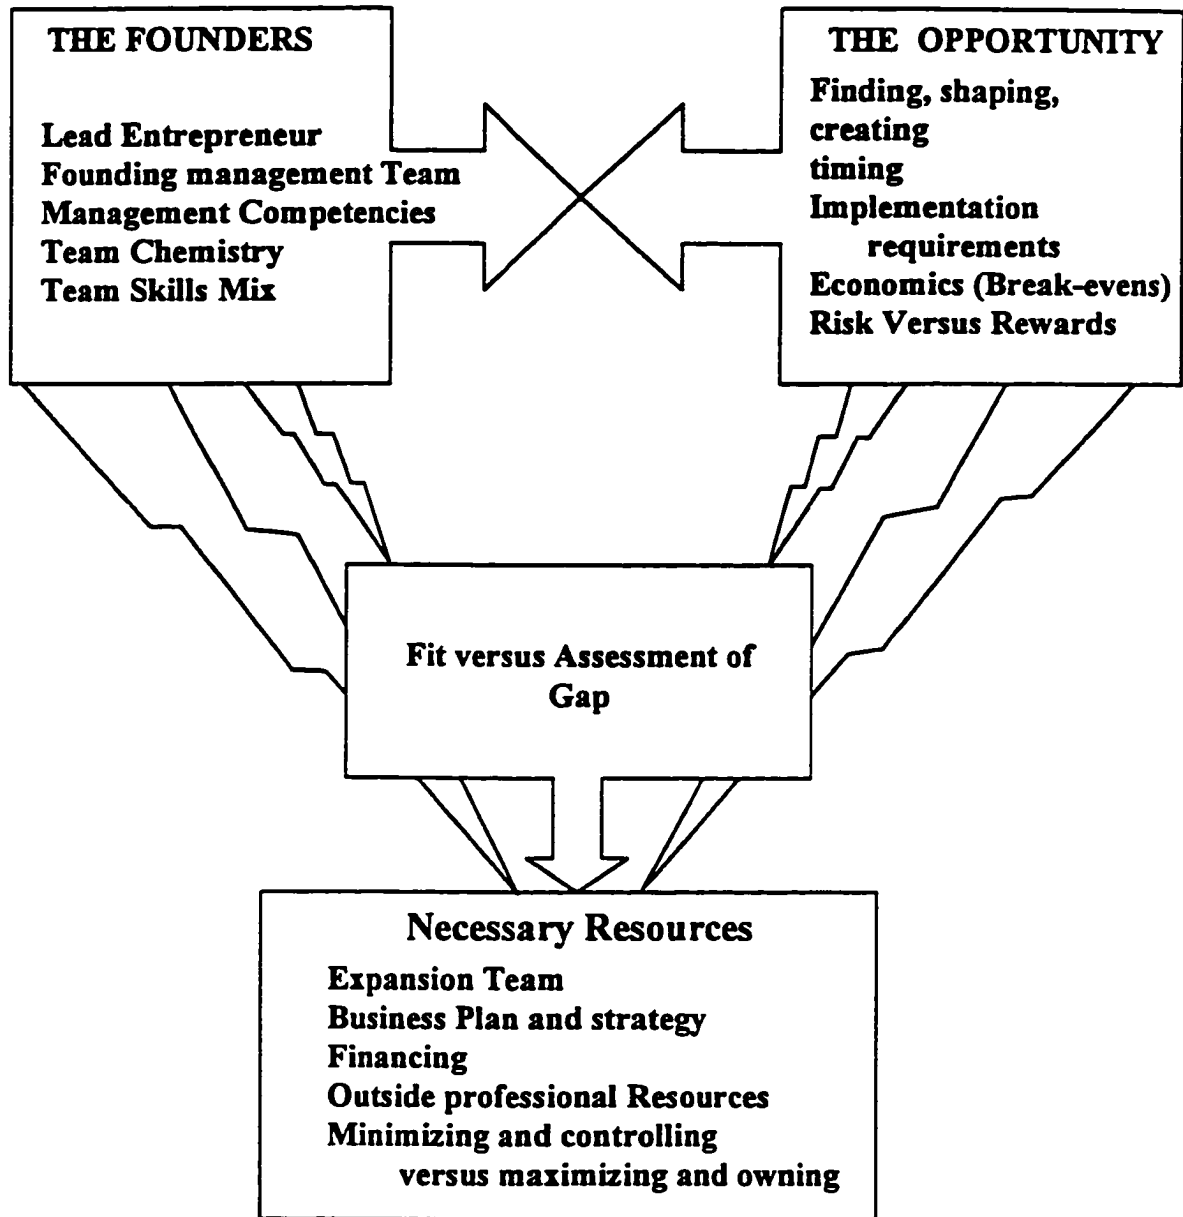 THE FOUNDERS
Lead Entrepreneur
Founding management Team
Management Competencies
Team Chemistry
Team Skills Mix
THE OPPORTUNITY
Finding, shaping,
creating
timing
Implementation
requirements
Economics (Break-evens)
Risk Versus Rewards
Fit versus Assessment of
Gap
Necessary Resources
Expansion Team
Business Plan and strategy
Financing
Outside professional Resources
Minimizing and controlling
versus maximizing and owning